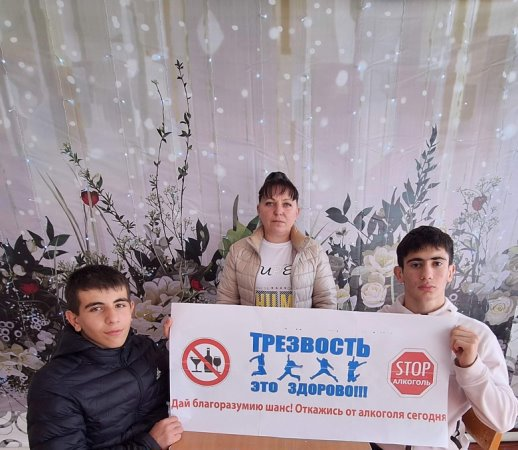 ТРЕЗВОСТЬ
ЭТО ЗДОРОВО!!!
STOP
АЛКОГОЛЬ
Дай благоразумию шанс! Откажись от алкоголя сегодня